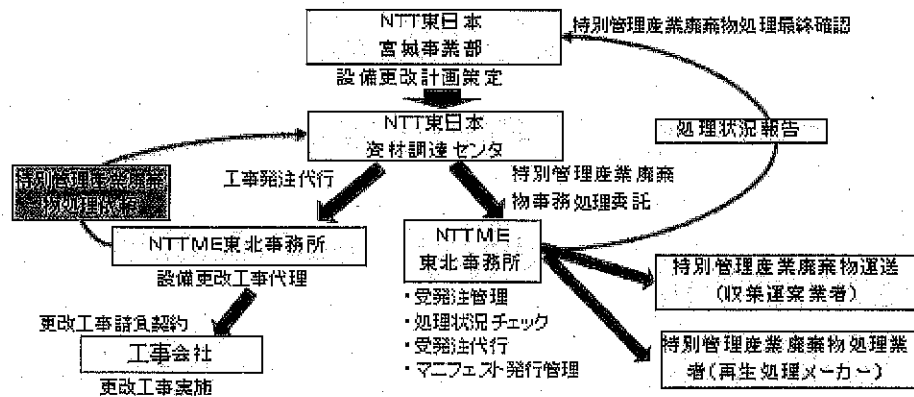 NTT東日本
宮城事業部
特別管理産業廃棄物処理最終確認
設備更改計画策定
NTT東日本
資材調達センタ
処理状況報告
特別管理産業廃棄
物処理依頼
工事発注代行
特別管理産業廃棄
物事務処理委託
NTTME東北事務所
設備更改工事代理
NTTME
東北事務所
特別管理産業廃棄物運送
(収集運案業者)
・受発注管理
・処理状況チェック
・受発注代行
・マニフェスト発行管理
更改工事請負契約
工事会社
更改工事実施
特別管理産業廃棄物処理業
者(再生処理メーカー)